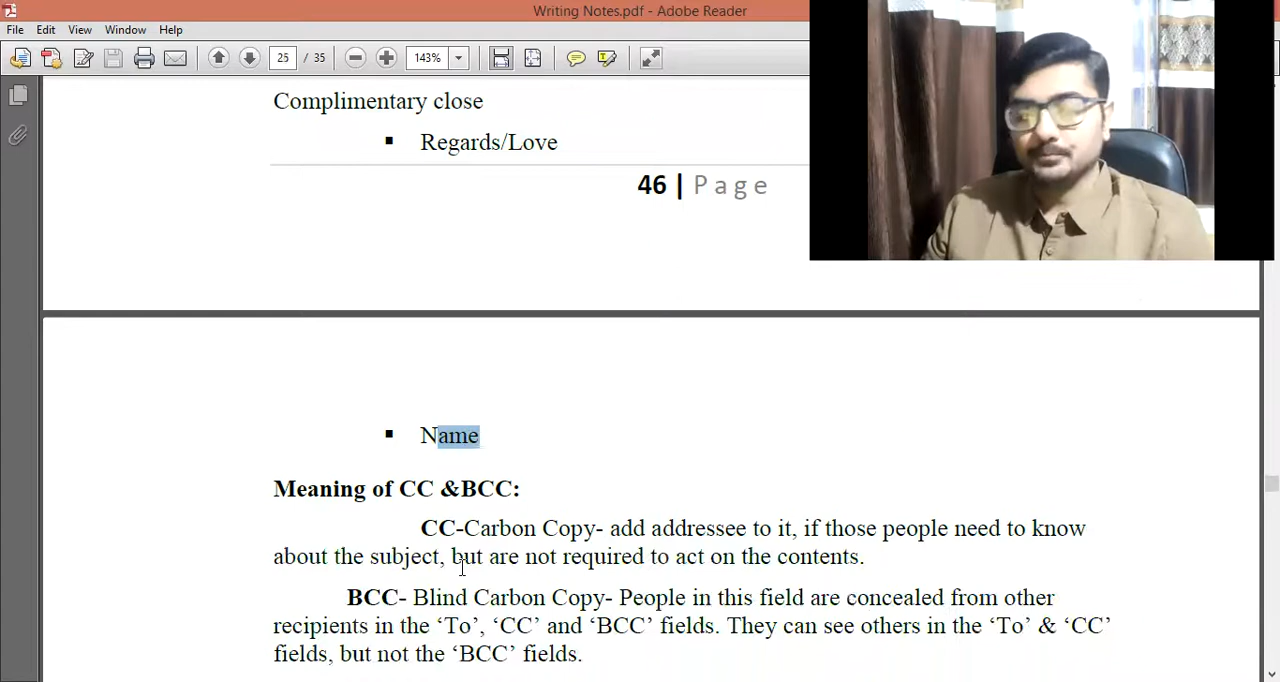 Writing Notes.pdf - Adobe Reader
File Edit View Window Help
25 / 35 143%
Complimentary close
▪ Regards/Love
46 | P a g e
▪ Name
Meaning of CC &BCC:
CC-Carbon Copy- add addressee to it, if those people need to know
about the subject, but are not required to act on the contents.
BCC- Blind Carbon Copy- People in this field are concealed from other
recipients in the ‘To’, ‘CC’ and ‘BCC’ fields. They can see others in the ‘To’ & ‘CC’
fields, but not the ‘BCC’ fields.